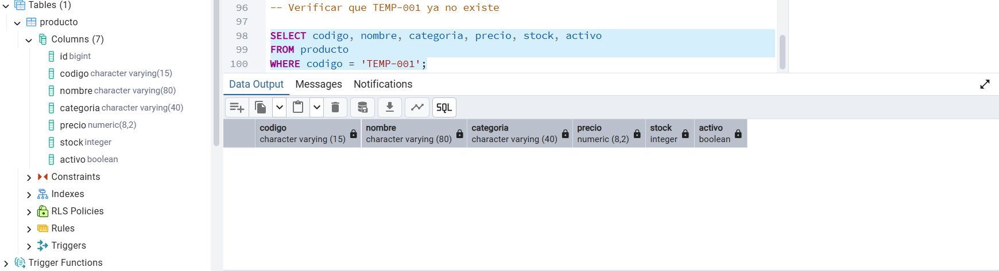 Tables (1)
producto
Columns (7)
id bigint
codigo character varying(15)
nombre character varying(80)
categoria character varying(40)
precio numeric(8,2)
stock integer
activo boolean
Constraints
Indexes
RLS Policies
Rules
Triggers
Trigger Functions
96 -- Verificar que TEMP-001 ya no existe
97
98 SELECT codigo, nombre, categoria, precio, stock, activo
99 FROM producto
100 WHERE codigo = 'TEMP-001';
Data Output Messages Notifications
SQL
codigo nombre categoria precio stock activo
character varying (15) character varying (80) character varying (40) numeric (8,2) integer boolean